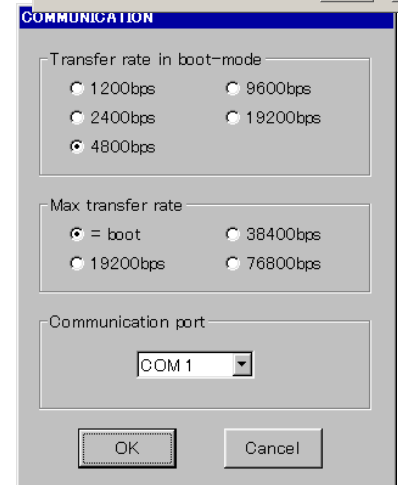 COMMUNICATION
Transfer rate in boot-mode
1200bps 9600bps
2400bps 19200bps
4800bps
Max transfer rate
= boot 38400bps
19200bps 76800bps
Communication port
COM 1
OK Cancel